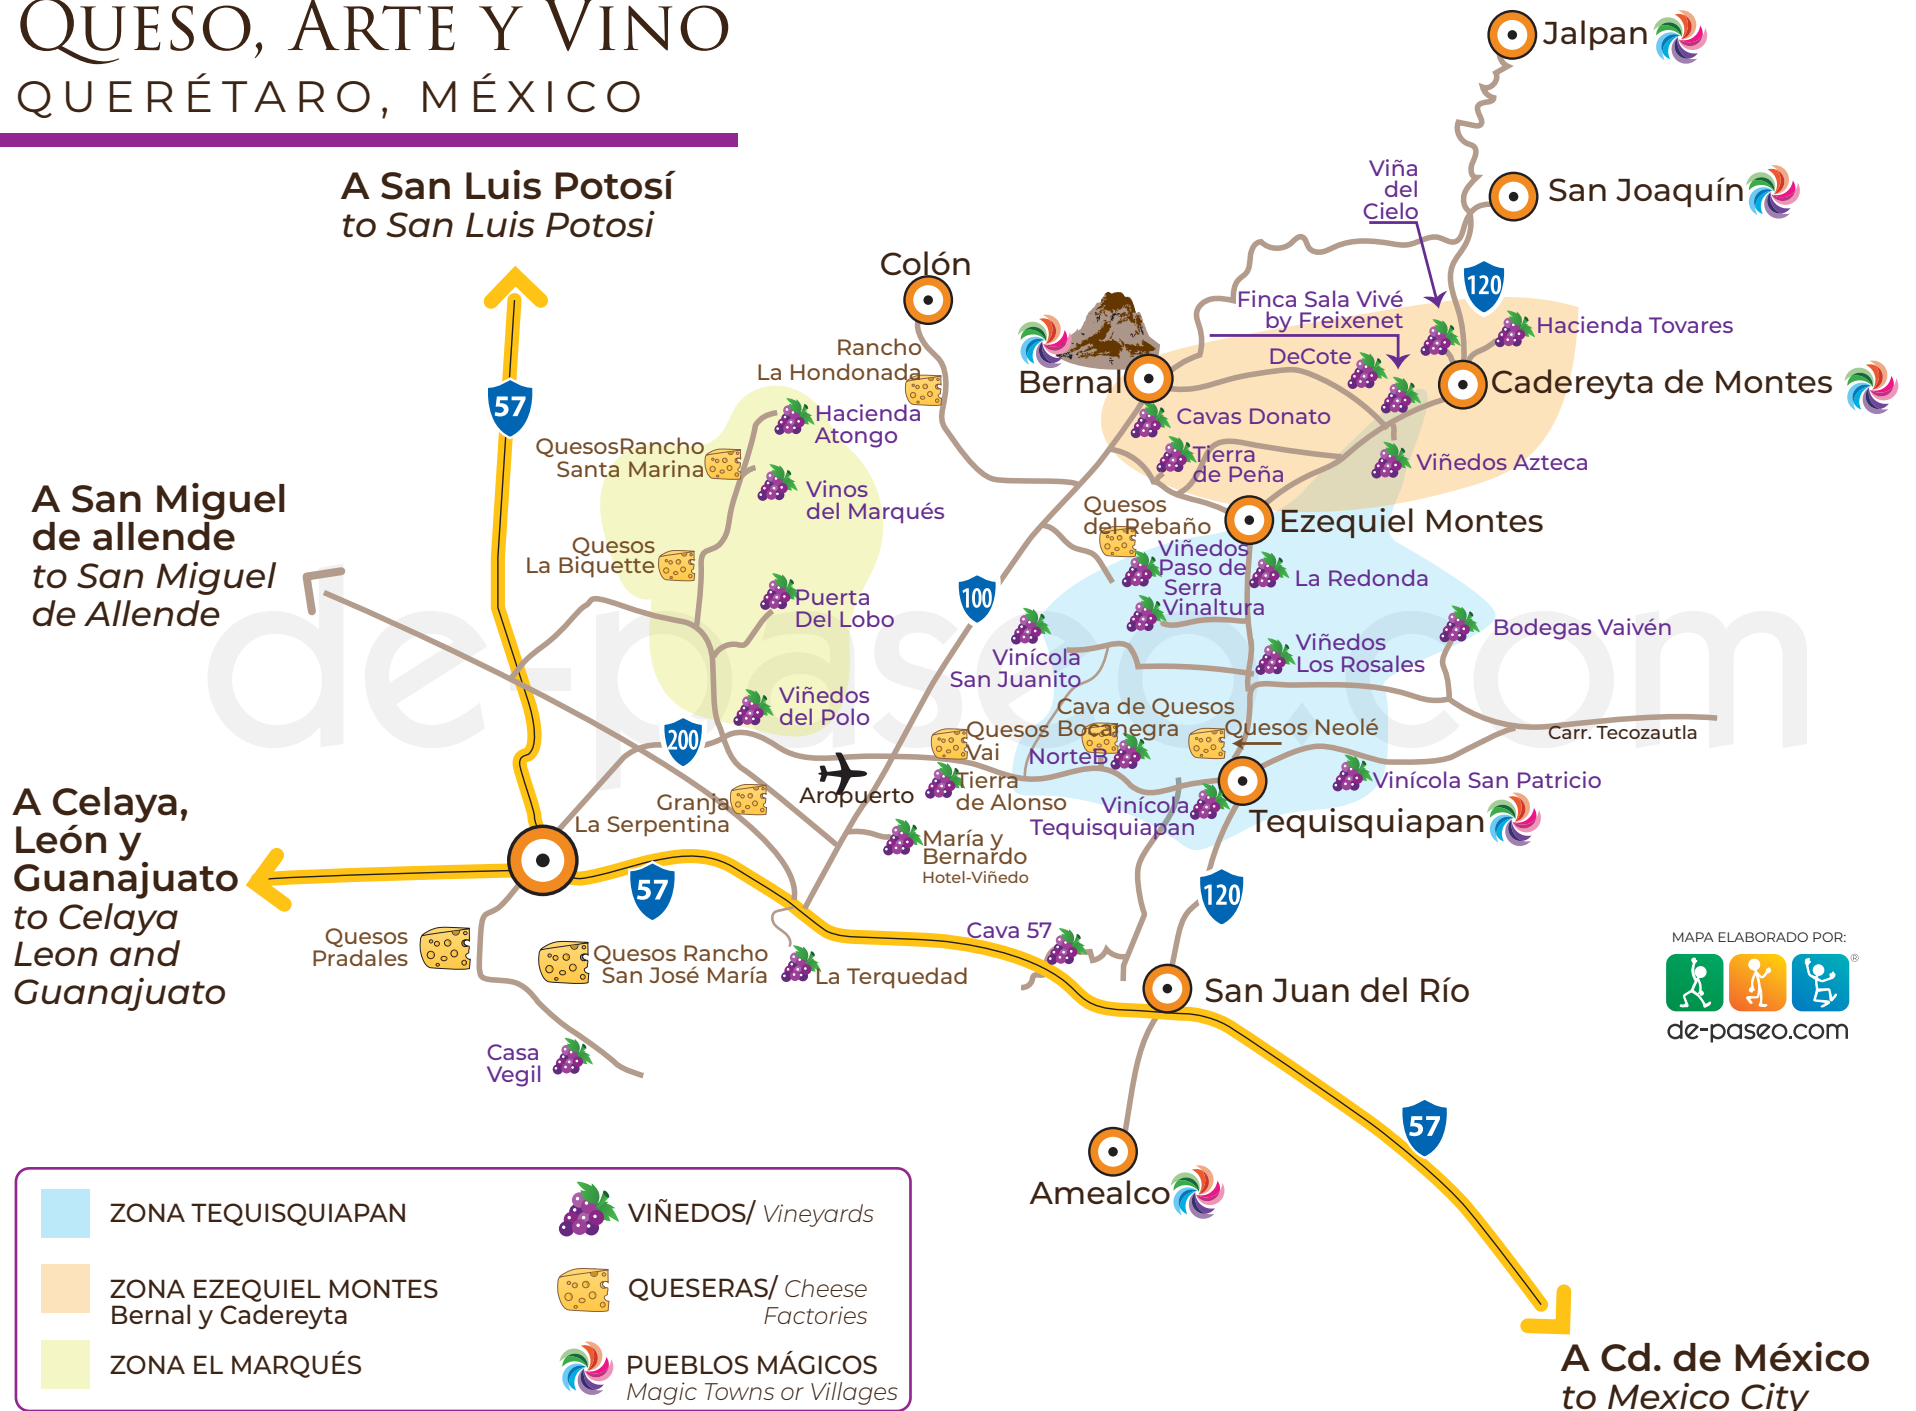 QUESO, ARTE Y VINO
QUERÉTARO, MÉXICO
A San Luis Potosí
to San Luis Potosi
57
A San Miguel
de allende
to San Miguel
de Allende
A Celaya,
León y
Guanajuato
to Celaya
Leon and
Guanajuato
Jalpan
San Joaquín
Viña
del
Cielo
120
Colón
Finca Sala Vivé
by Freixenet
Hacienda Tovares
DeCote
Rancho
La Hondonada
Bernal
Cadereyta de Montes
Hacienda
Atongo
Cavas Donato
QuesosRancho
Santa Marina
Tierra
de Peña
Viñedos Azteca
Vinos
del Marqués
Quesos
del Rebaño
Ezequiel Montes
Quesos
La Biquette
Viñedos
Paso de
Serra
La Redonda
Puerta
Del Lobo
100
Vinaltura
Bodegas Vaivén
Vinícola
San Juanito
Viñedos
Los Rosales
Viñedos
del Polo
Cava de Quesos
Bocanegra
Quesos Neolé
Carr. Tecozautla
200
Quesos
Vai
NorteB
Aropuerto
Tierra
de Alonso
Vinícola San Patricio
Granja
La Serpentina
Vinícola
Tequisquiapan
Tequisquiapan
María y
Bernardo
Hotel-Viñedo
57
120
Quesos
Pradales
Quesos Rancho
San José María
La Terquedad
Cava 57
San Juan del Río
Casa
Vegil
57
Amealco
A Cd. de México
to Mexico City
MAPA ELABORADO POR:
®
de-paseo.com
de-paseo.com
ZONA TEQUISQUIAPAN
ZONA EZEQUIEL MONTES
Bernal y Cadereyta
ZONA EL MARQUÉS
VIÑEDOS/ Vineyards
QUESERAS/ Cheese
Factories
PUEBLOS MÁGICOS
Magic Towns or Villages